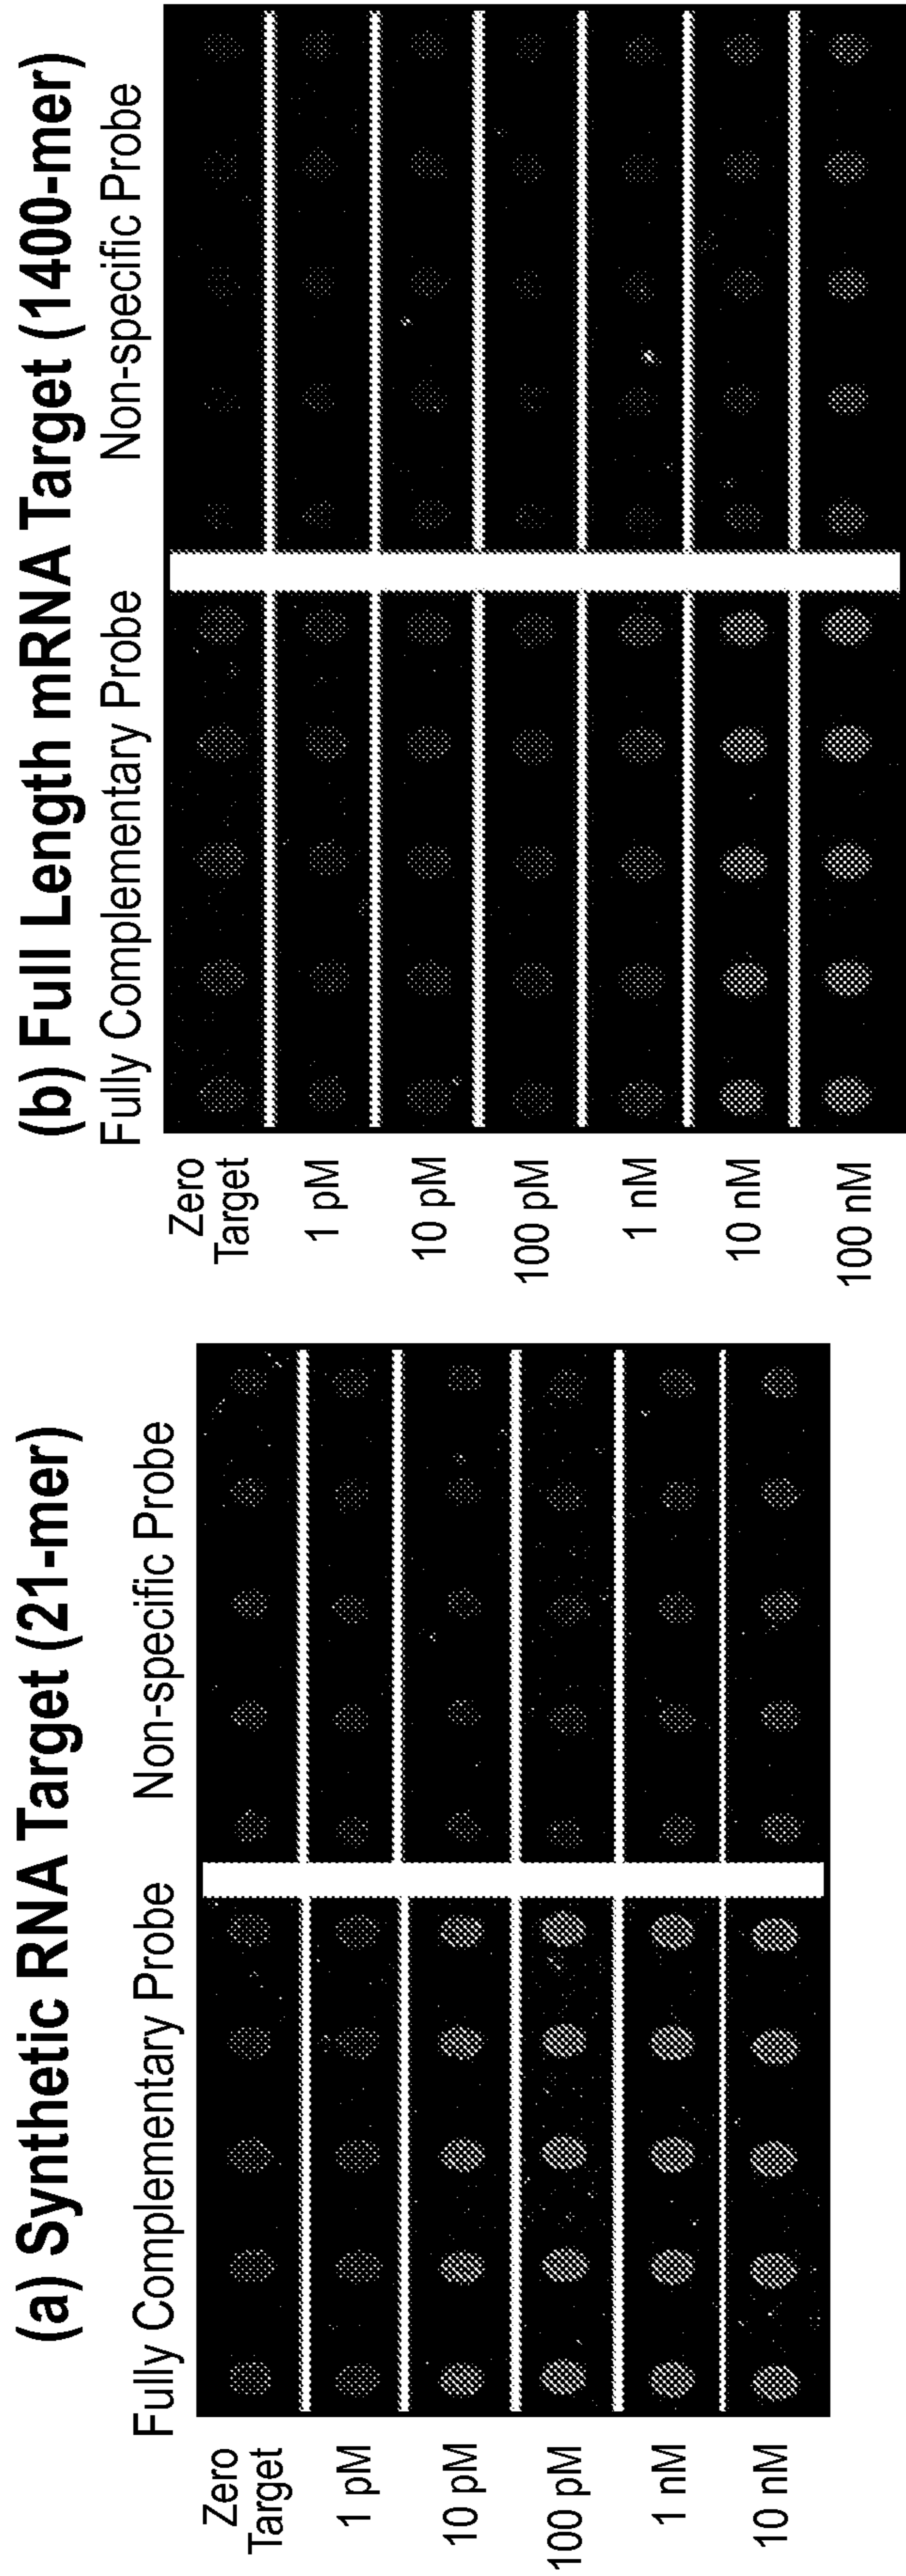 (a) Synthetic RNA Target (21-mer)
Fully Complementary Probe
Non-specific Probe
Zero
Target
1 pM
10 pM
100 pM
1 nM
10 nM
(b) Full Length mRNA Target (1400-mer)
Fully Complementary Probe
Non-specific Probe
Zero
Target
1 pM
10 pM
100 pM
1 nM
10 nM
100 nM